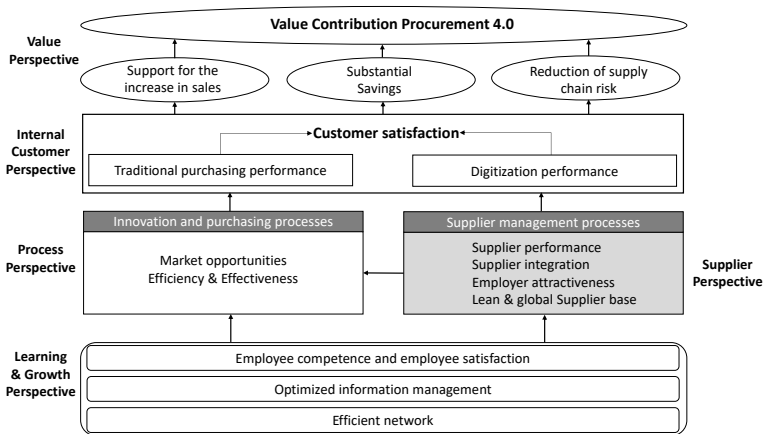 Value Contribution Procurement 4.0
Value
Perspective
Support for the
increase in sales
Substantial
Savings
Reduction of supply
chain risk
Internal
Customer
Perspective
Customer satisfaction
Traditional purchasing performance
Digitization performance
Innovation and purchasing processes
Supplier management processes
Process
Perspective
Market opportunities
Efficiency & Effectiveness
Supplier performance
Supplier integration
Employer attractiveness
Lean & global Supplier base
Supplier
Perspective
Learning
& Growth
Perspective
Employee competence and employee satisfaction
Optimized information management
Efficient network